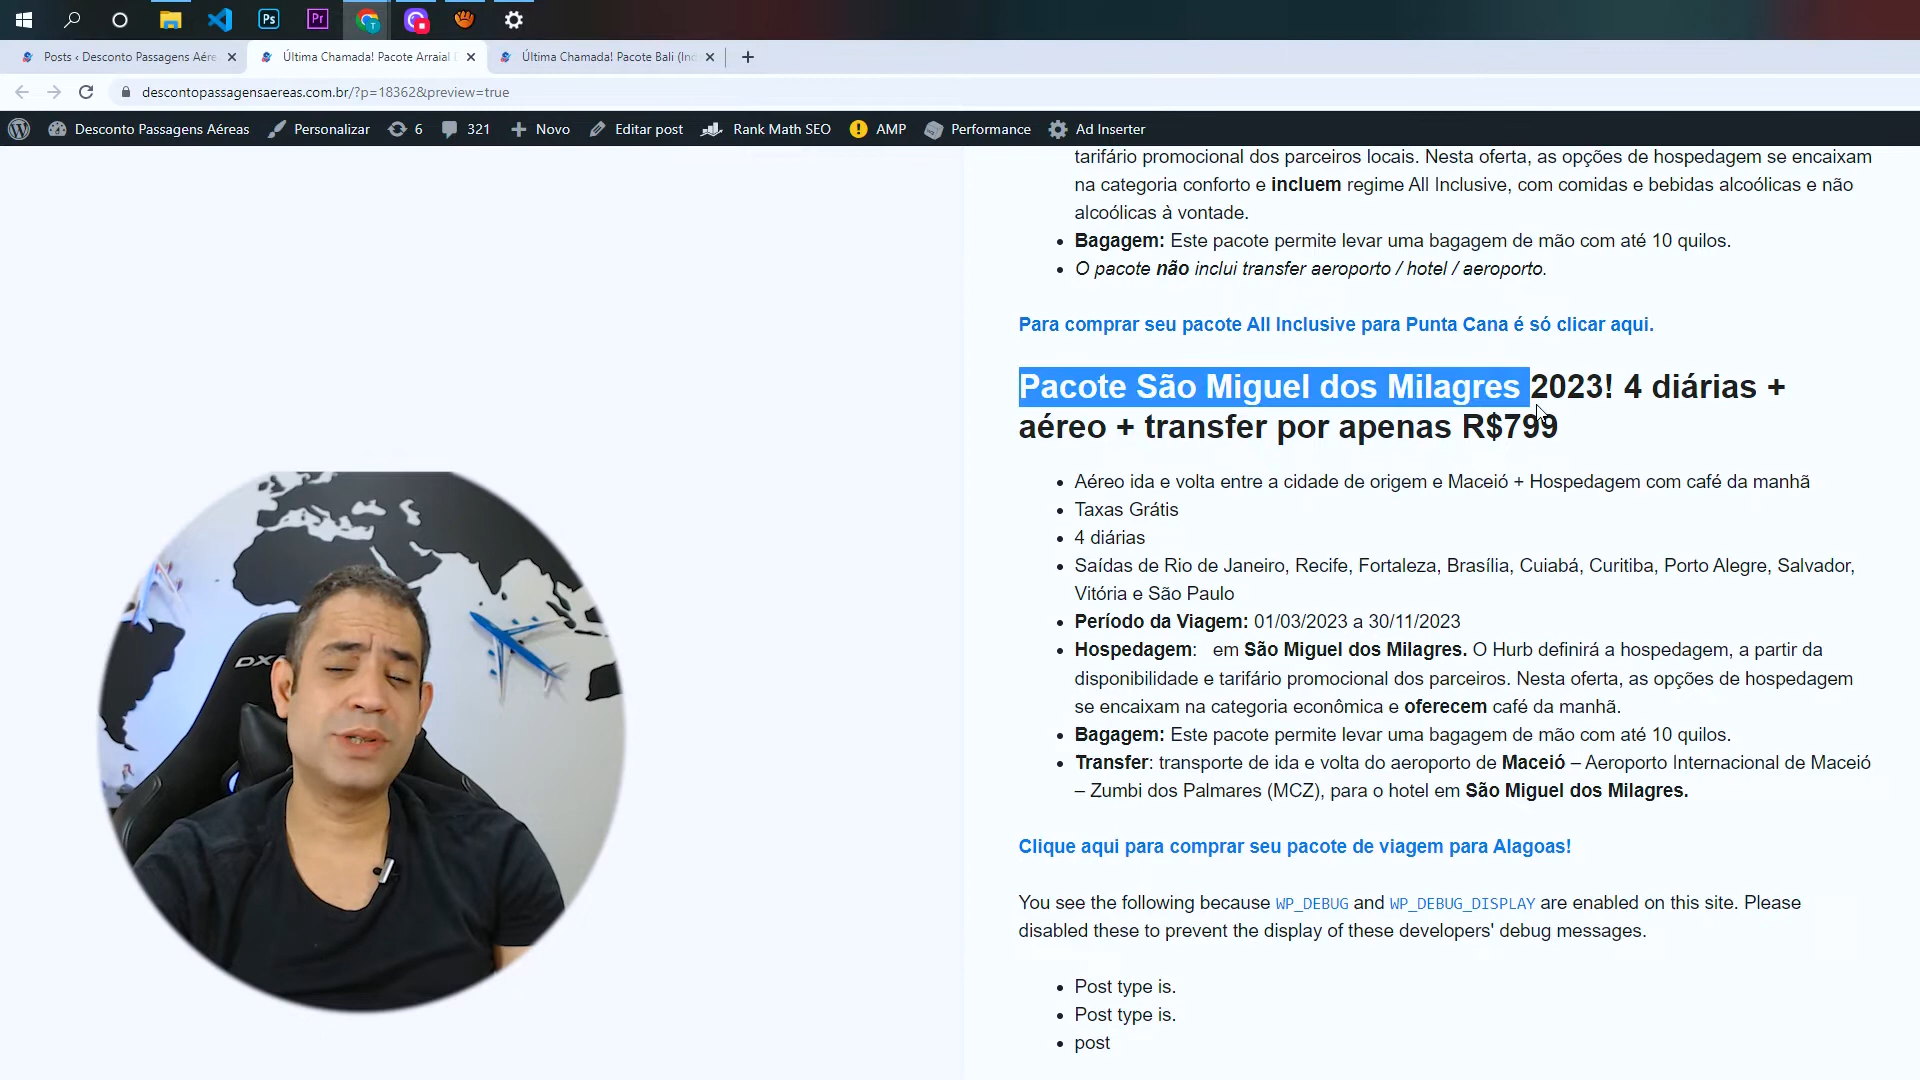 Posts ‹ Desconto Passagens Aére
Última Chamada! Pacote Arraial
Última Chamada! Pacote Bali (Ind
descontopassagensaereas.com.br/?p=18362&preview=true
Desconto Passagens Aéreas Personalizar 6 321 Novo Editar post Rank Math SEO AMP Performance Ad Inserter
tarifário promocional dos parceiros locais. Nesta oferta, as opções de hospedagem se encaixam
na categoria conforto e incluem regime All Inclusive, com comidas e bebidas alcoólicas e não
alcoólicas à vontade.
Bagagem: Este pacote permite levar uma bagagem de mão com até 10 quilos.
O pacote não inclui transfer aeroporto / hotel / aeroporto.
Para comprar seu pacote All Inclusive para Punta Cana é só clicar aqui.
Pacote São Miguel dos Milagres 2023! 4 diárias +
aéreo + transfer por apenas R$799
Aéreo ida e volta entre a cidade de origem e Maceió + Hospedagem com café da manhã
Taxas Grátis
4 diárias
Saídas de Rio de Janeiro, Recife, Fortaleza, Brasília, Cuiabá, Curitiba, Porto Alegre, Salvador,
Vitória e São Paulo
Período da Viagem: 01/03/2023 a 30/11/2023
Hospedagem: em São Miguel dos Milagres. O Hurb definirá a hospedagem, a partir da
disponibilidade e tarifário promocional dos parceiros. Nesta oferta, as opções de hospedagem
se encaixam na categoria econômica e oferecem café da manhã.
Bagagem: Este pacote permite levar uma bagagem de mão com até 10 quilos.
Transfer: transporte de ida e volta do aeroporto de Maceió – Aeroporto Internacional de Maceió
– Zumbi dos Palmares (MCZ), para o hotel em São Miguel dos Milagres.
Clique aqui para comprar seu pacote de viagem para Alagoas!
You see the following because WP_DEBUG and WP_DEBUG_DISPLAY are enabled on this site. Please
disabled these to prevent the display of these developers' debug messages.
Post type is.
Post type is.
post
Ps
Pr
DX